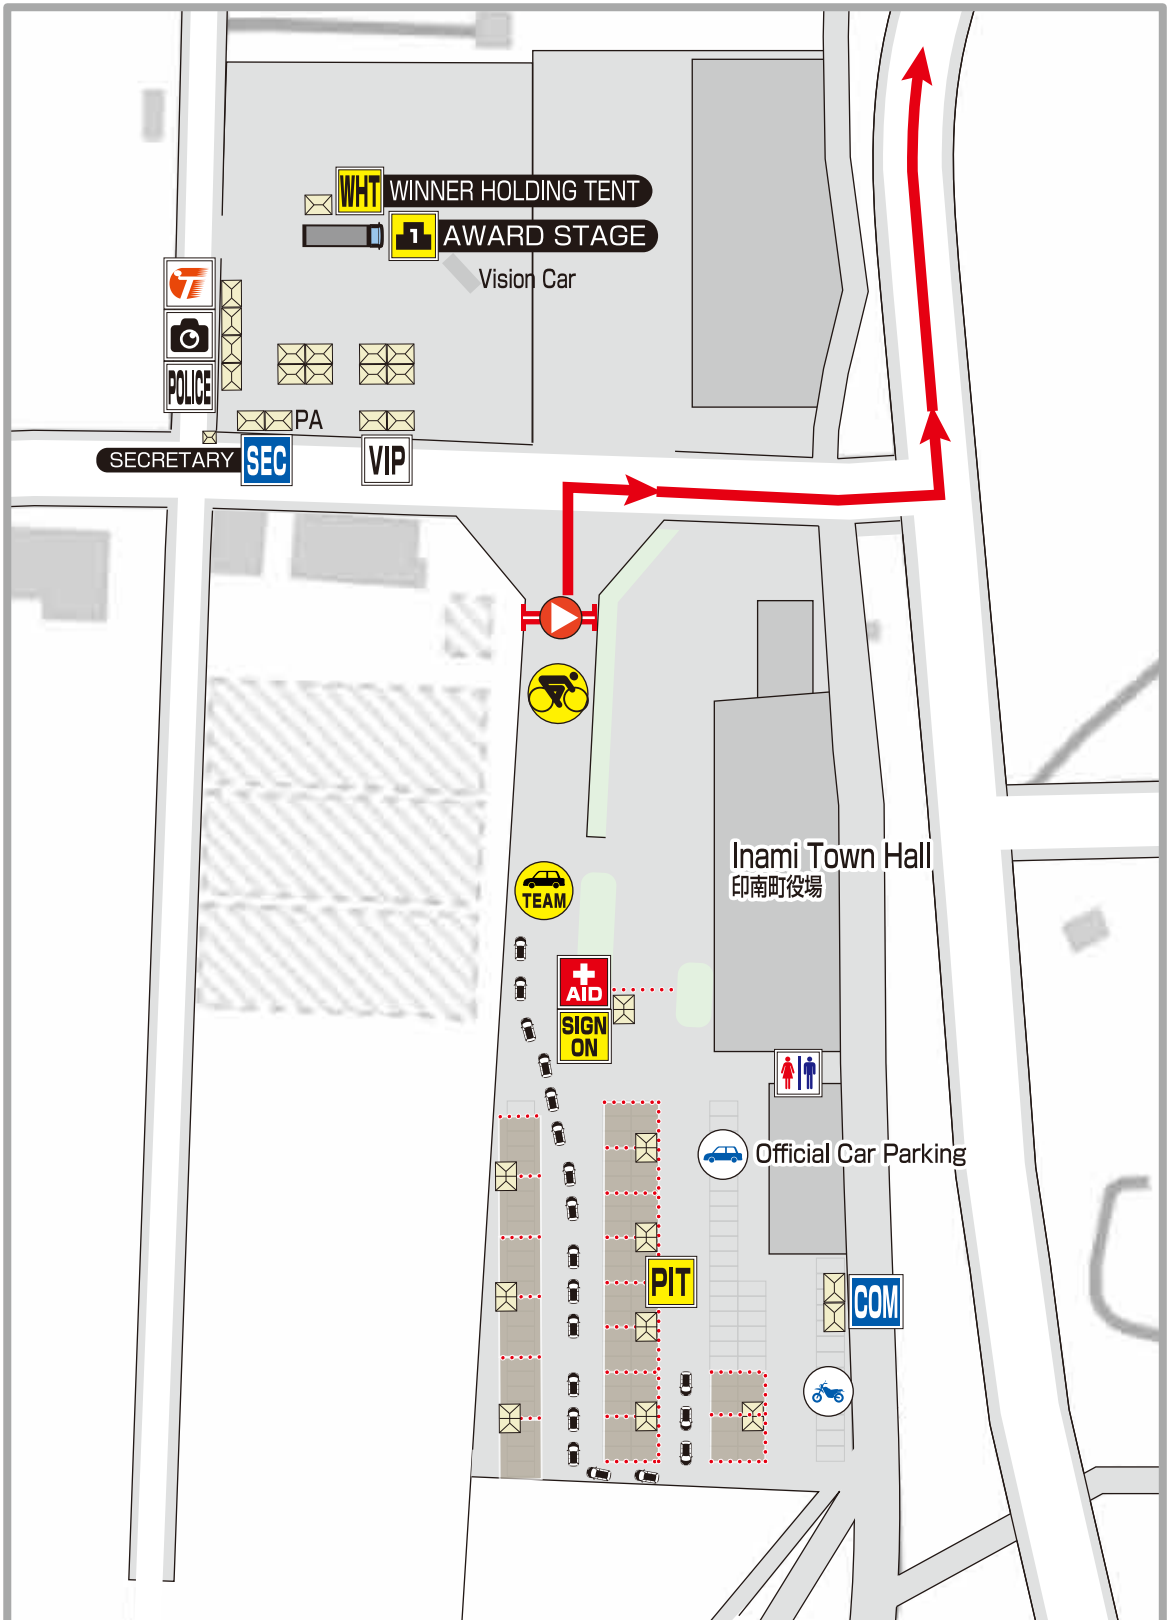 WHT WINNER HOLDING TENT
1 AWARD STAGE
Vision Car
T
POLICE
PA
SECRETARY SEC
VIP
Inami Town Hall
印南町役場
TEAM
AID
SIGN
ON
Official Car Parking
PIT
COM